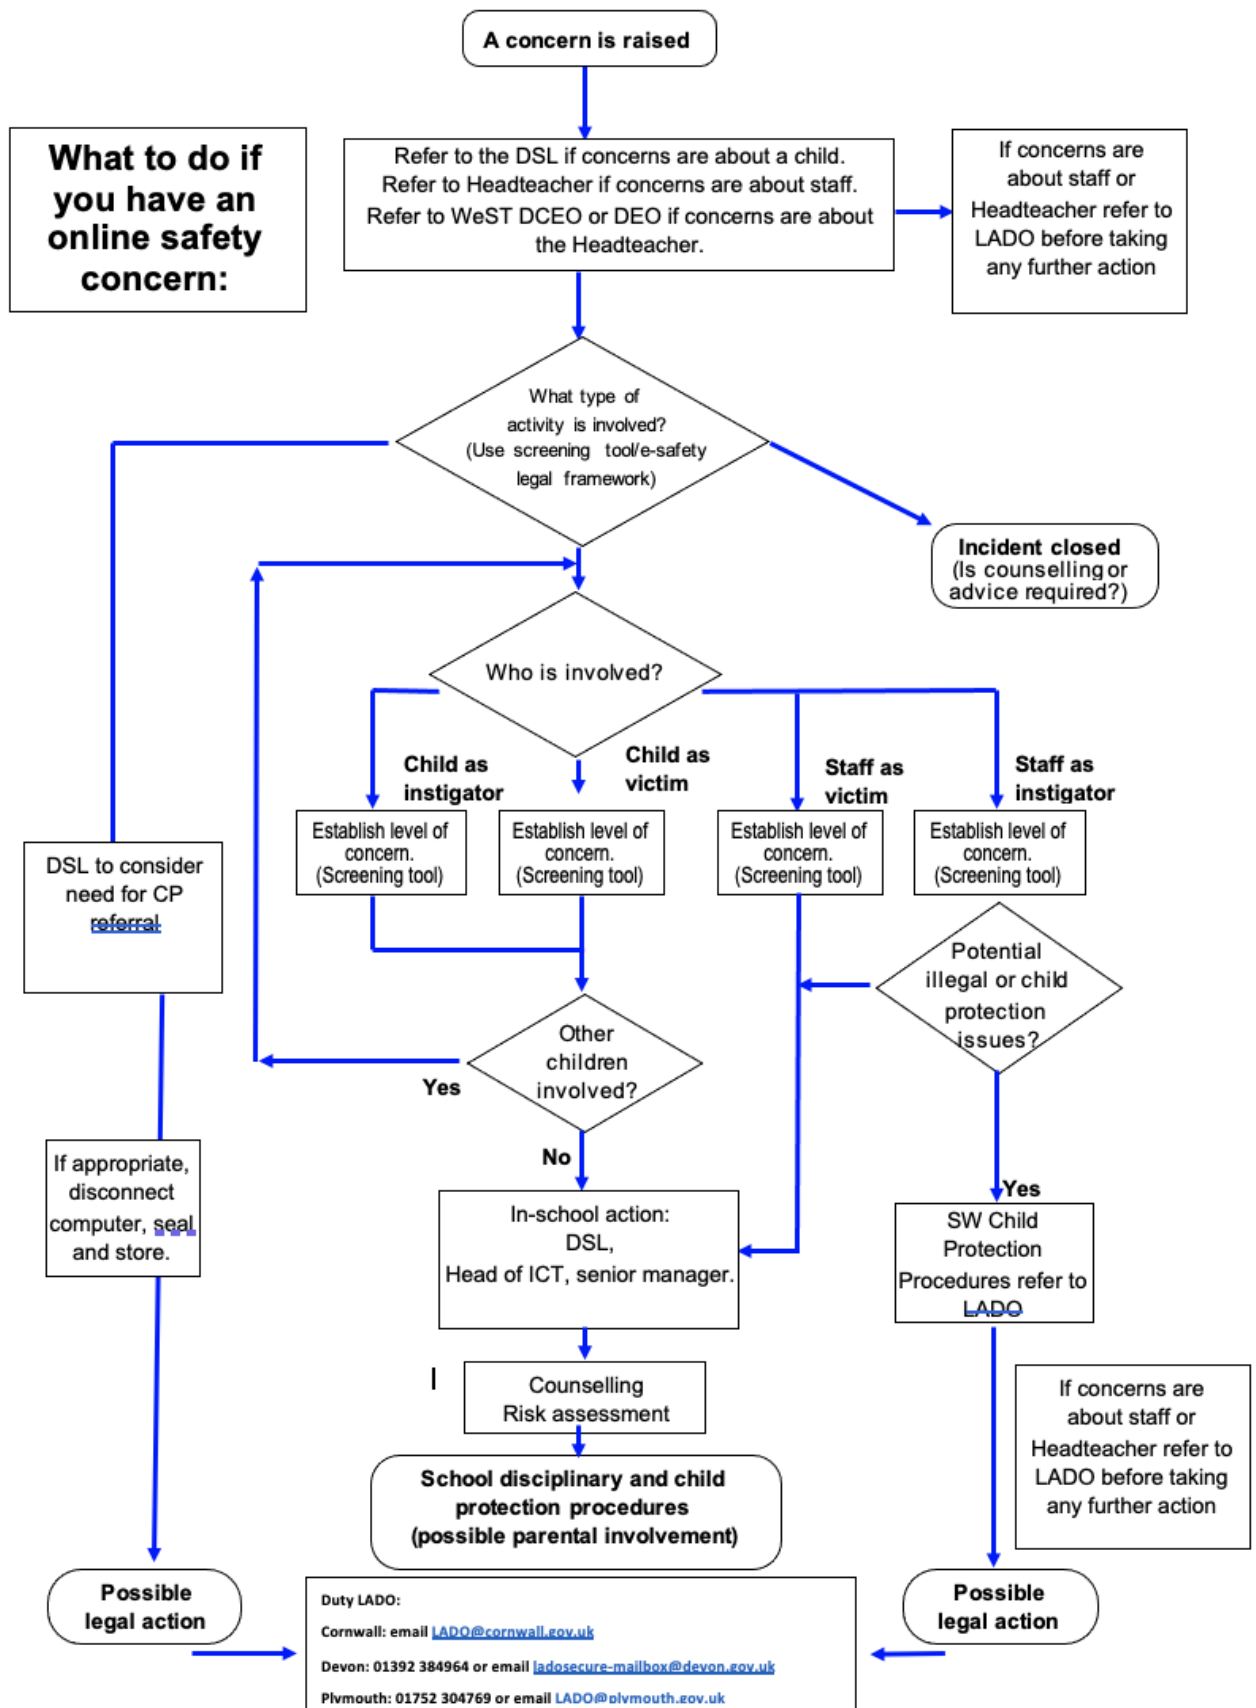 A concern is raised
What to do if
you have an
online safety
concern:
Refer to the DSL if concerns are about a child.
Refer to Headteacher if concerns are about staff.
Refer to WeST DCEO or DEO if concerns are about
the Headteacher.
If concerns are
about staff or
Headteacher refer to
LADO before taking
any further action
What type of
activity is involved?
(Use screening tool/e-safety
legal framework)
Incident closed
(Is counselling or
advice required?)
Who is involved?
Child as
instigator
Child as
victim
Staff as
victim
Staff as
instigator
Establish level of
concern.
(Screening tool)
Establish level of
concern.
(Screening tool)
Establish level of
concern.
(Screening tool)
Establish level of
concern.
(Screening tool)
DSL to consider
need for CP
referral
Potential
illegal or child
protection
issues?
Other
children
involved?
Yes
No
If appropriate,
disconnect
computer, seal
and store.
In-school action:
DSL,
Head of ICT, senior manager.
Yes
SW Child
Protection
Procedures refer to
LADO
Counselling
Risk assessment
If concerns are
about staff or
Headteacher refer to
LADO before taking
any further action
School disciplinary and child
protection procedures
(possible parental involvement)
Possible
legal action
Possible
legal action
Duty LADO:
Cornwall: email LADO@cornwall.gov.uk
Devon: 01392 384964 or email ladosecure-mailbox@devon.gov.uk
Plymouth: 01752 304769 or email LADO@plymouth.gov.uk